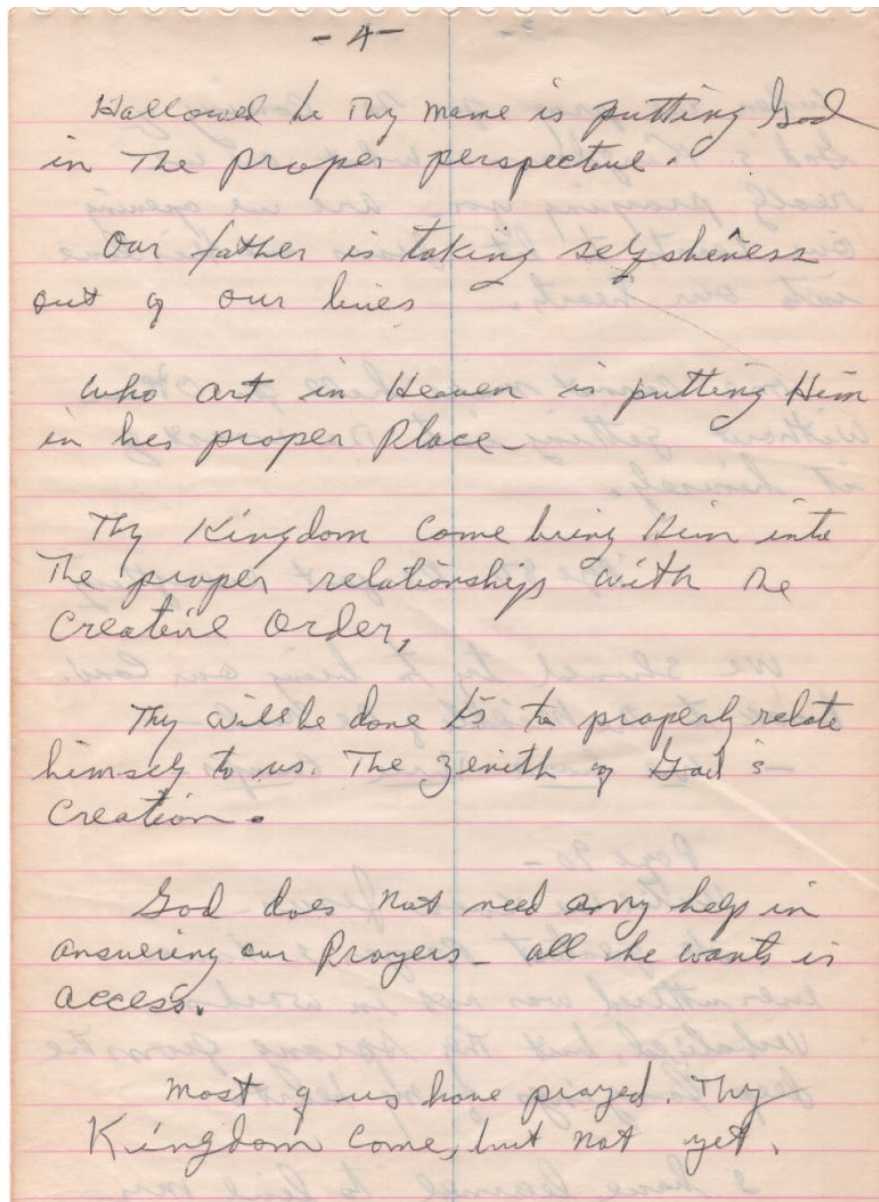 - 4 -
Hallowed be Thy name is putting God
in The Proper perspective.
Our father is taking selfsheness
out of our lives
Who art in Heaven is putting Him
in his proper Place -
Thy Kingdom Come bring Him into
The proper relationships with The
Creative Order,
Thy will be done Is to properly relate
himself to us. The Zenith of God's
Creation.
God does Not need any help in
answering our Prayers - all he wants is
access.
Most of us have prayed. Thy
Kingdom Come, but not yet.